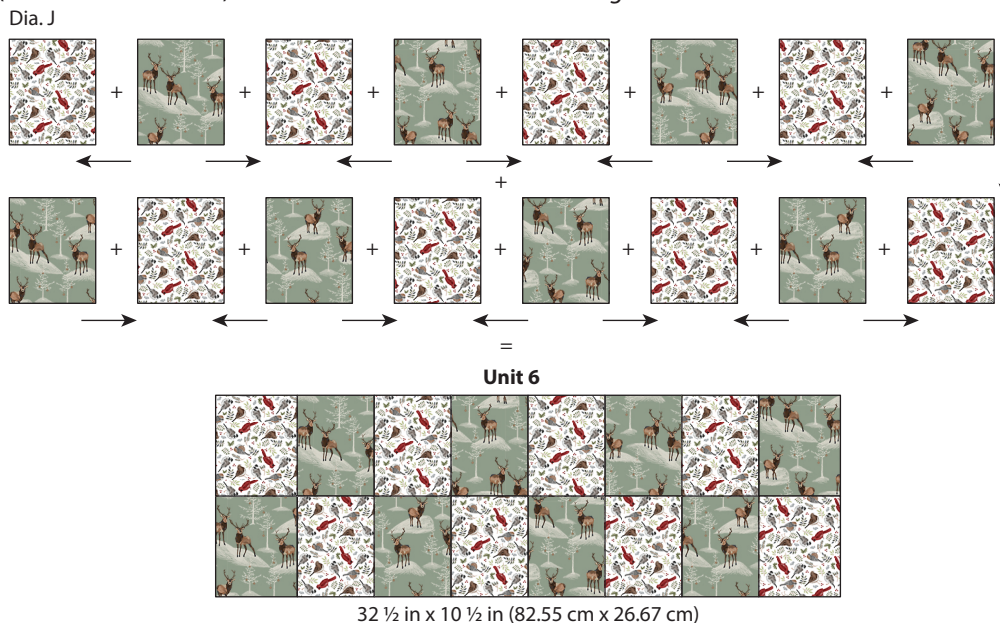 Dia. J
+ + + + + + +
+
+ + + + + + +
=
Unit 6
32 ½ in x 10 ½ in (82.55 cm x 26.67 cm)